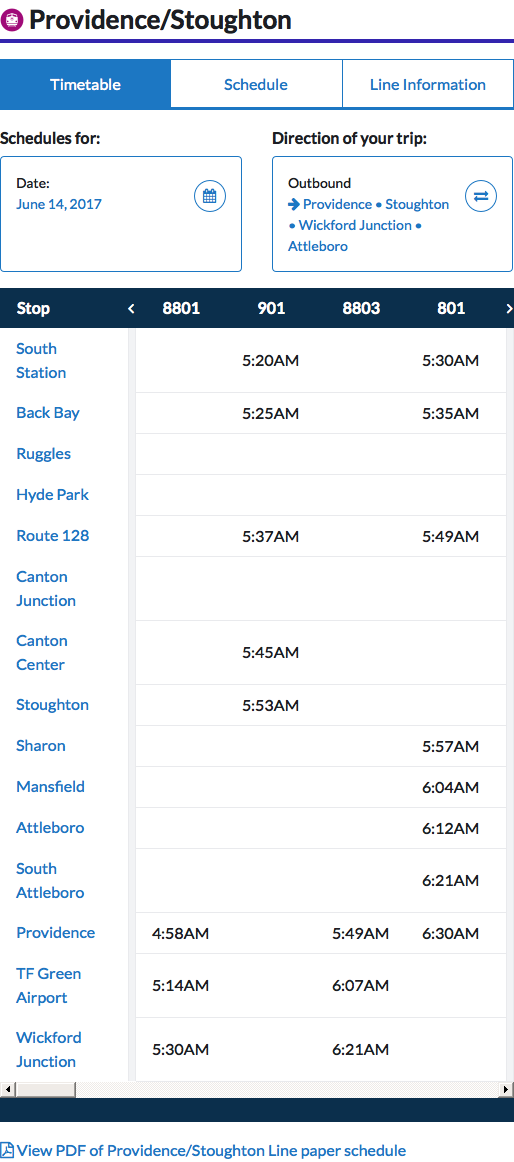 Providence/Stoughton
Timetable Schedule Line Information
Schedules for:
Date:
June 14, 2017
Direction of your trip:
Outbound
Providence • Stoughton
• Wickford Junction •
Attleboro
Stop 8801 901 8803 801
South
Station 5:20AM 5:30AM
Back Bay 5:25AM 5:35AM
Ruggles
Hyde Park
Route 128 5:37AM 5:49AM
Canton
Junction
Canton
Center 5:45AM
Stoughton 5:53AM
Sharon 5:57AM
Mansfield 6:04AM
Attleboro 6:12AM
South
Attleboro 6:21AM
Providence 4:58AM 5:49AM 6:30AM
TF Green
Airport 5:14AM 6:07AM
Wickford
Junction 5:30AM 6:21AM
View PDF of Providence/Stoughton Line paper schedule